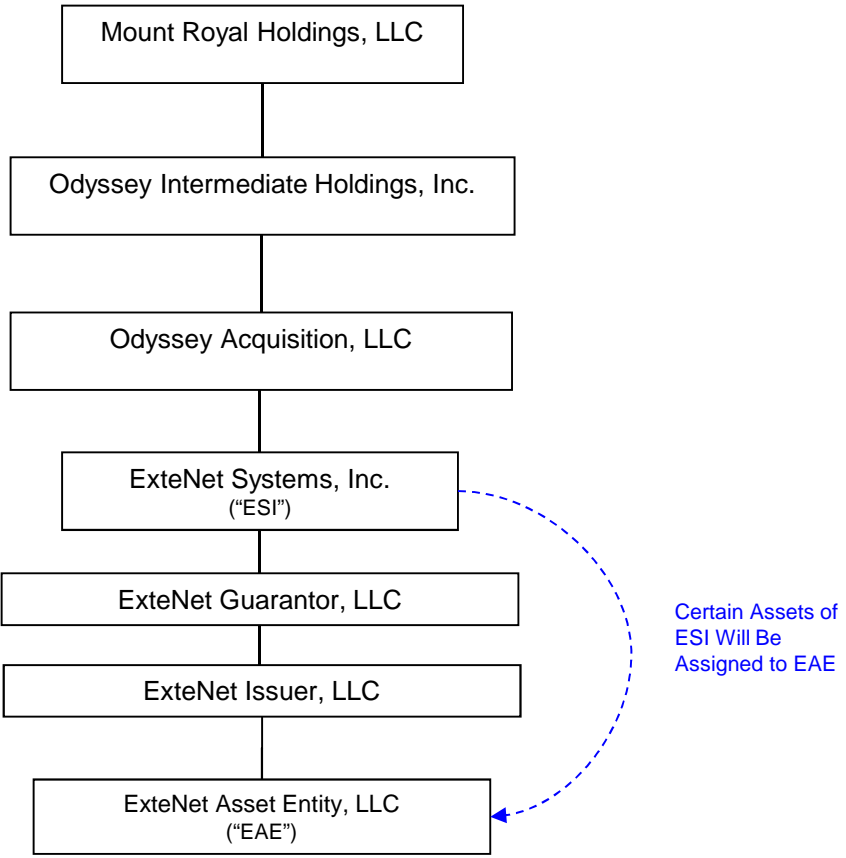 Mount Royal Holdings, LLC
Odyssey Intermediate Holdings, Inc.
Odyssey Acquisition, LLC
ExteNet Systems, Inc.
(“ESI”)
ExteNet Guarantor, LLC
ExteNet Issuer, LLC
ExteNet Asset Entity, LLC
(“EAE”)
Certain Assets of
ESI Will Be
Assigned to EAE